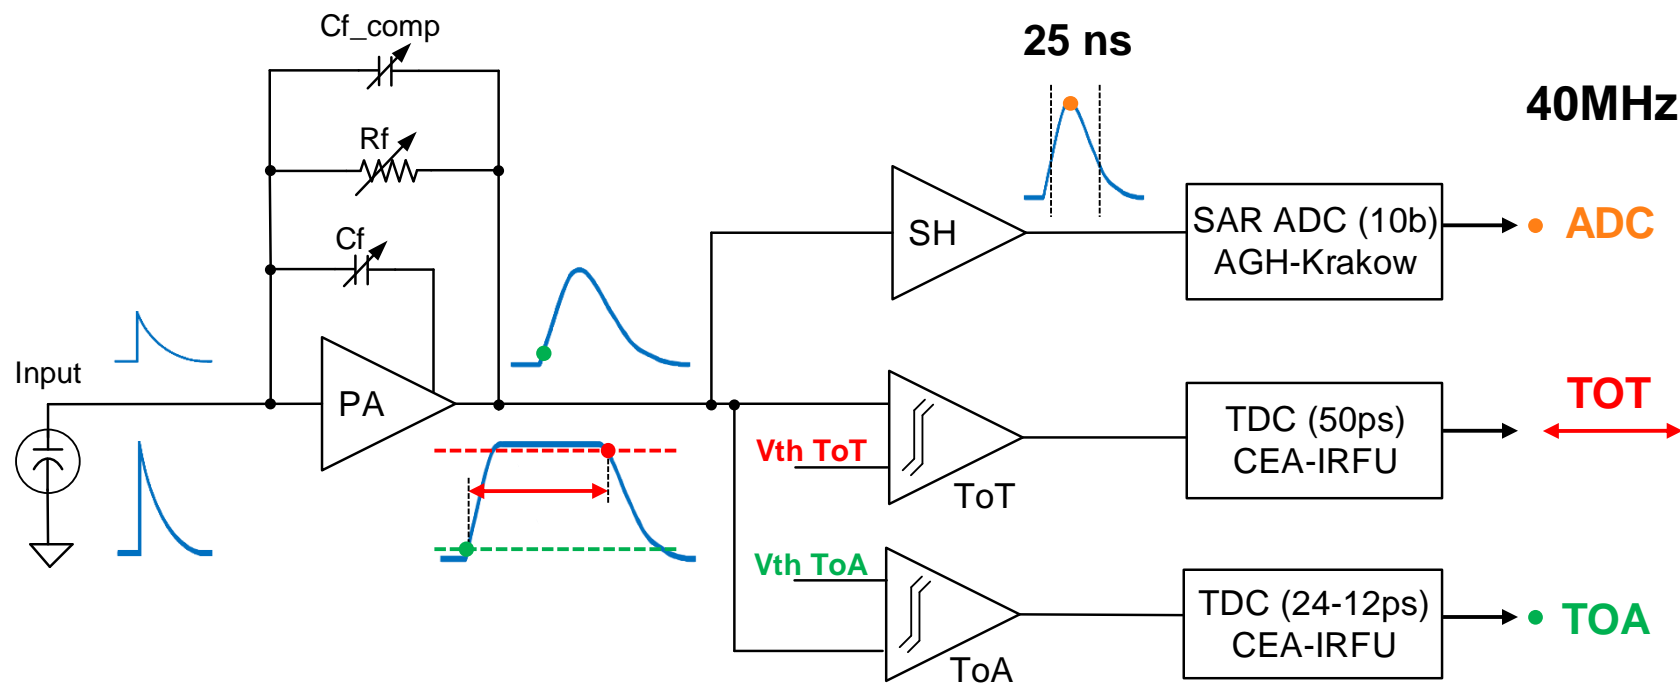 Cf_comp
Rf
Cf
Input
PA
25 ns
40MHz
SH
SAR ADC (10b)
AGH-Krakow
ADC
Vth ToT
ToT
TDC (50ps)
CEA-IRFU
TOT
Vth ToA
ToA
TDC (24-12ps)
CEA-IRFU
TOA